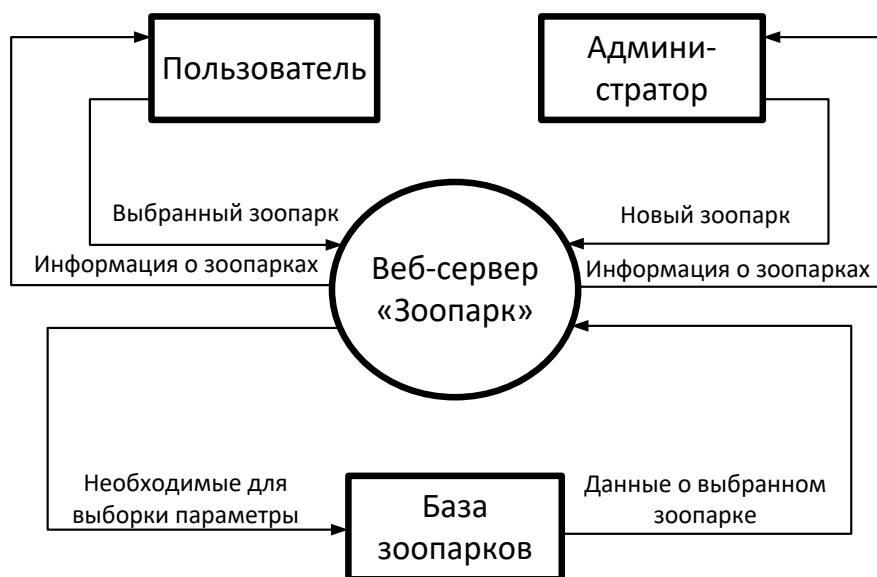 Пользователь
Админи-
стратор
Выбранный зоопарк
Новый зоопарк
Информация о зоопарках
Веб-сервер
«Зоопарк»
Информация о зоопарках
Необходимые для
выборки параметры
База
зоопарков
Данные о выбранном
зоопарке